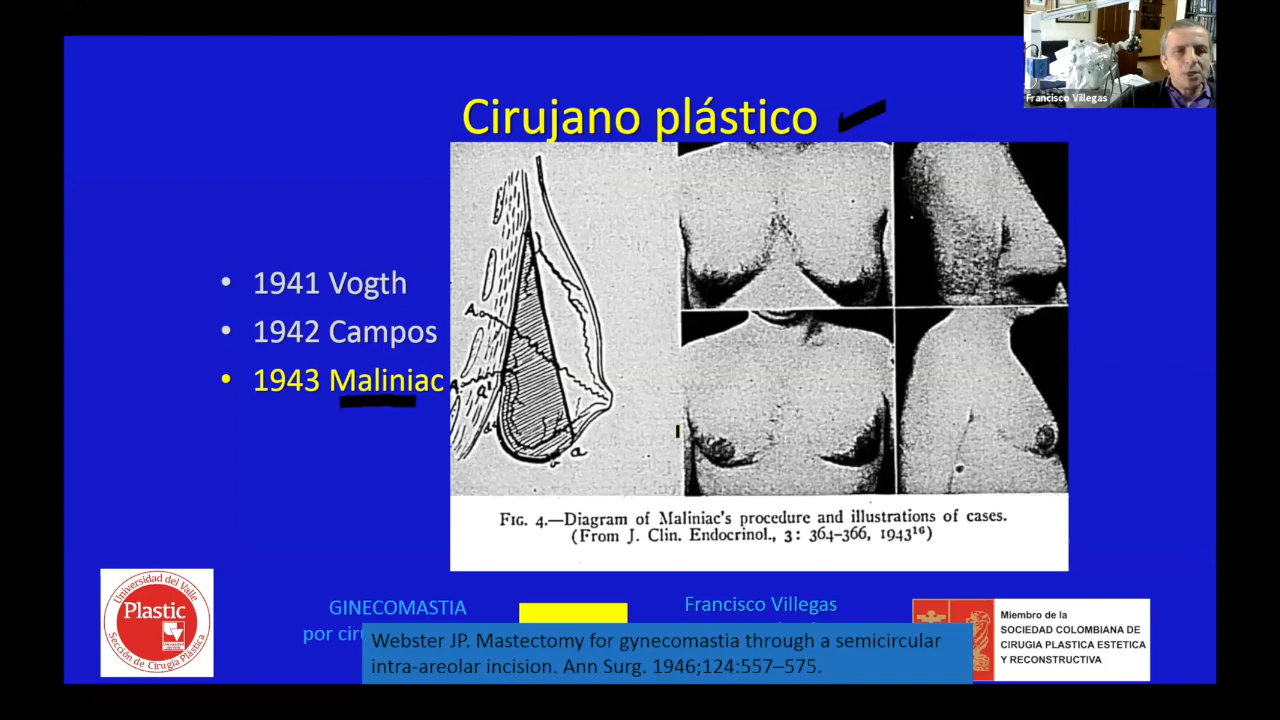 Francisco Villegas
Cirujano plástico
• 1941 Vogth
• 1942 Campos
• 1943 Maliniac
A
A
a'
b'
a
b
FIG. 4.—Diagram of Maliniac's procedure and illustrations of cases.
(From J. Clin. Endocrinol., 3: 364–366, 1943¹⁶)
Universidad del Valle
Plastic
Sección de Cirugía Plástica
GINECOMASTIA
por ciru
Francisco Villegas
Webster JP. Mastectomy for gynecomastia through a semicircular
intra-areolar incision. Ann Surg. 1946;124:557–575.
Miembro de la
SOCIEDAD COLOMBIANA DE
CIRUGIA PLASTICA ESTETICA
Y RECONSTRUCTIVA